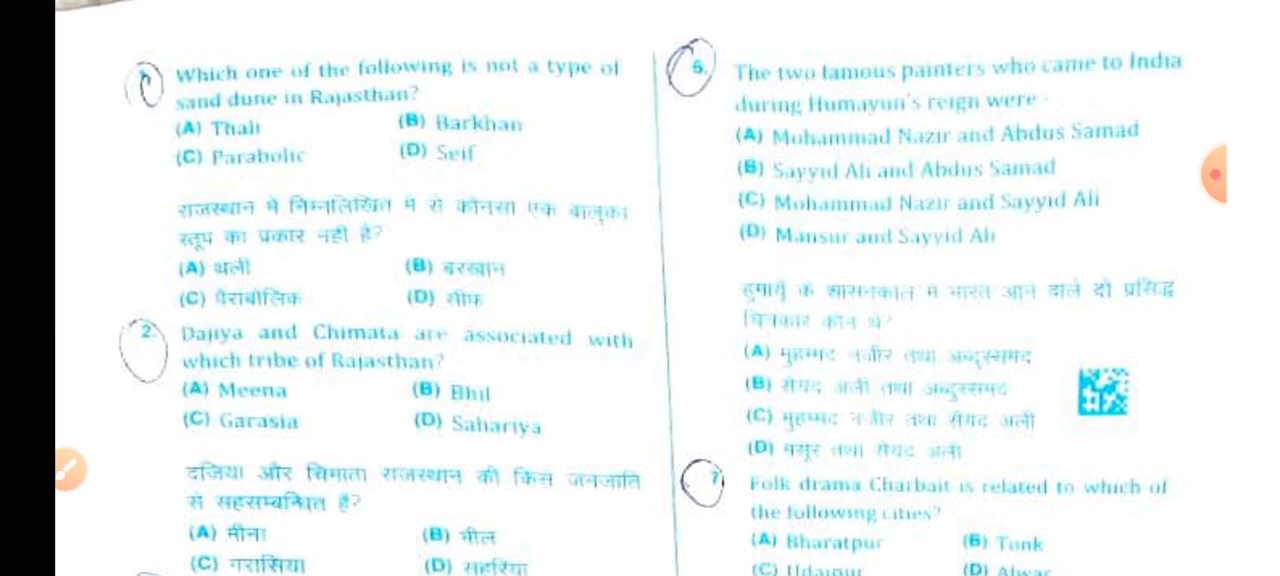 Which one of the following is not a type of
sand dune in Rajasthan?
(A) Thali
(B) Barkhan
(C) Parabolic
(D) Seif
राजस्थान में निम्नलिखित में से कौनसा एक बालुका
स्तूप का प्रकार नहीं है?
(A) थली
(B) बरखान
(C) पैराबोलिक
(D) सीफ
2. Dajiya and Chimata are associated with
which tribe of Rajasthan?
(A) Meena
(B) Bhil
(C) Garasia
(D) Sahariya
दजिया और चिमाता राजस्थान की किस जनजाति
से सहसम्बन्धित है?
(A) मीना
(B) भील
(C) गरासिया
(D) सहरिया
6. The two famous painters who came to India
during Humayun's reign were -
(A) Mohammad Nazir and Abdus Samad
(B) Sayyid Ali and Abdus Samad
(C) Mohammad Nazir and Sayyid Ali
(D) Mansur and Sayyid Ali
हुमायूँ के शासनकाल में भारत आने वाले दो प्रसिद्ध
चित्रकार कौन थे?
(A) मुहम्मद नजीर तथा अब्दुस्समद
(B) सैयद अली तथा अब्दुस्समद
(C) मुहम्मद नजीर तथा सैयद अली
(D) मंसूर तथा सैयद अली
7 Folk drama Charbait is related to which of
the following cities?
(A) Bharatpur
(B) Tonk
(C) Udaipur
(D) Alwar